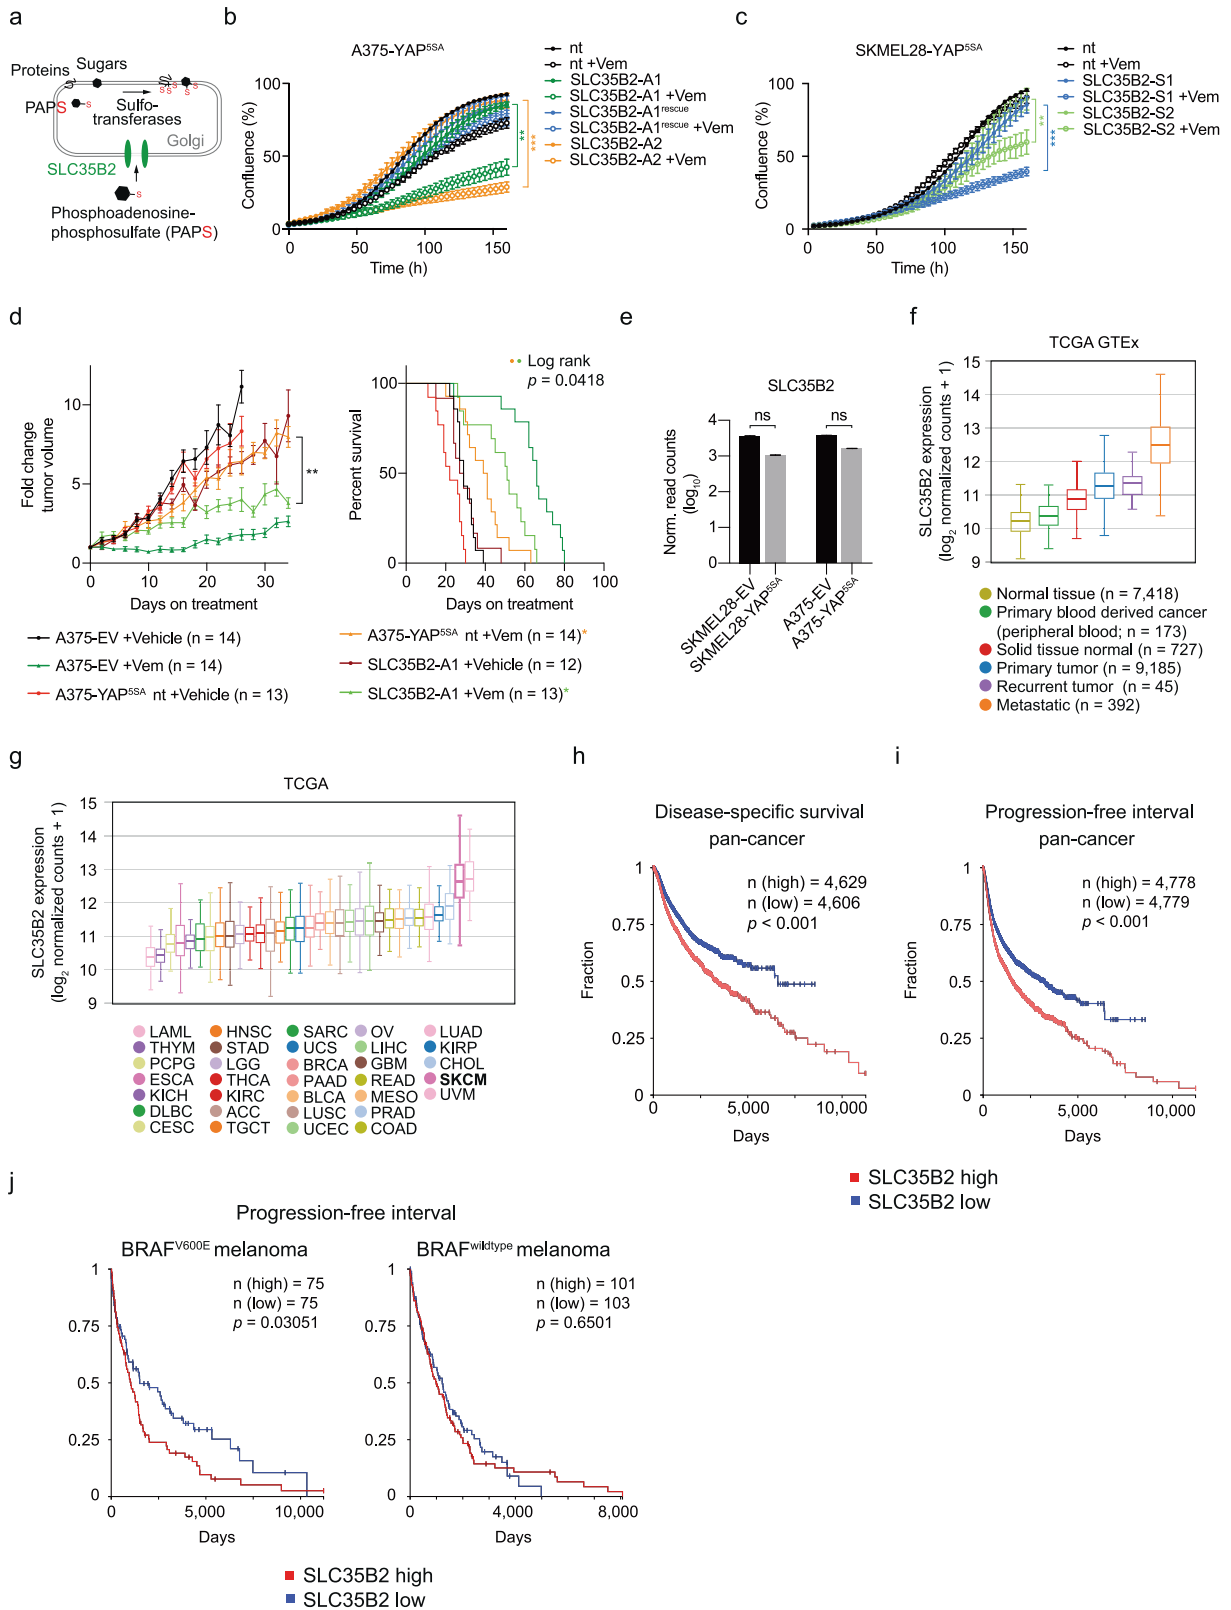 a
Proteins
Sugars
PAPS
S
S
S
S
S
Sulfo-
transferases
Golgi
SLC35B2
S
Phosphoadenosine-
phosphosulfate (PAPS)
b
A375-YAP5SA
Confluence (%)
100
50
0
0
50
100
150
Time (h)
**
***
nt
nt +Vem
SLC35B2-A1
SLC35B2-A1 +Vem
SLC35B2-A1rescue
SLC35B2-A1rescue +Vem
SLC35B2-A2
SLC35B2-A2 +Vem
c
SKMEL28-YAP5SA
Confluence (%)
100
50
0
0
50
100
150
Time (h)
**
***
nt
nt +Vem
SLC35B2-S1
SLC35B2-S1 +Vem
SLC35B2-S2
SLC35B2-S2 +Vem
d
Fold change
tumor volume
10
5
0
0
10
20
30
Days on treatment
**
Log rank
p = 0.0418
Percent survival
100
50
0
0
20
40
60
80
100
Days on treatment
A375-EV +Vehicle (n = 14)
A375-EV +Vem (n = 14)
A375-YAP5SA nt +Vehicle (n = 13)
A375-YAP5SA nt +Vem (n = 14)*
SLC35B2-A1 +Vehicle (n = 12)
SLC35B2-A1 +Vem (n = 13)*
e
SLC35B2
Norm. read counts
(log10)
4
3
2
1
0
ns
ns
SKMEL28-EV
SKMEL28-YAP5SA
A375-EV
A375-YAP5SA
f
TCGA GTEx
SLC35B2 expression
(log2 normalized counts + 1)
15
14
13
12
11
10
9
Normal tissue (n = 7,418)
Primary blood derived cancer
(peripheral blood; n = 173)
Solid tissue normal (n = 727)
Primary tumor (n = 9,185)
Recurrent tumor (n = 45)
Metastatic (n = 392)
g
TCGA
SLC35B2 expression
(log2 normalized counts + 1)
15
14
13
12
11
10
9
LAML
THYM
PCPG
ESCA
KICH
DLBC
CESC
HNSC
STAD
LGG
THCA
KIRC
ACC
TGCT
SARC
UCS
BRCA
PAAD
BLCA
LUSC
UCEC
OV
LIHC
GBM
READ
MESO
PRAD
COAD
LUAD
KIRP
CHOL
SKCM
UVM
h
Disease-specific survival
pan-cancer
n (high) = 4,629
n (low) = 4,606
p < 0.001
Fraction
1
0.75
0.5
0.25
0
0
5,000
10,000
Days
i
Progression-free interval
pan-cancer
n (high) = 4,778
n (low) = 4,779
p < 0.001
Fraction
1
0.75
0.5
0.25
0
0
5,000
10,000
Days
SLC35B2 high
SLC35B2 low
j
Progression-free interval
BRAFV600E melanoma
n (high) = 75
n (low) = 75
p = 0.03051
1
0.75
0.5
0.25
0
0
5,000
10,000
Days
BRAFwildtype melanoma
n (high) = 101
n (low) = 103
p = 0.6501
1
0.75
0.5
0.25
0
0
2,000
4,000
6,000
8,000
Days
SLC35B2 high
SLC35B2 low